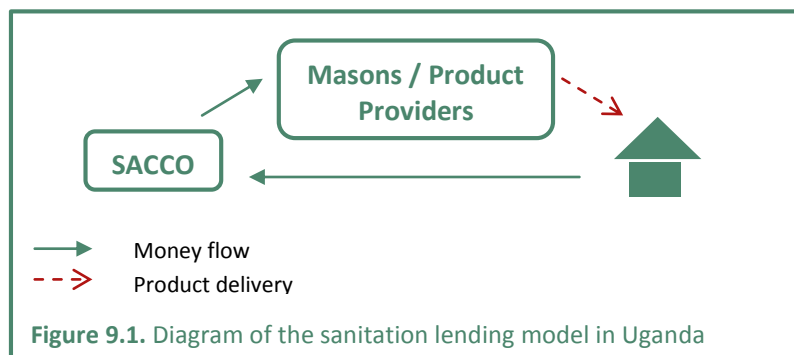 Masons / Product
Providers
SACCO
Money flow
Product delivery
Figure 9.1. Diagram of the sanitation lending model in Uganda